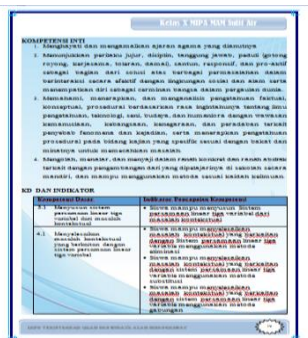 Kelas X MIPA MAN Sulit Air
KOMPETENSI INTI
1. Menghayati dan mengamalkan ajaran agama yang dianutnya
2. Menunjukkan perilaku jujur, disiplin, tanggung jawab, peduli (gotong
royong, kerjasama, toleran, damai), santun, responsif, dan pro-aktif
sebagai bagian dari solusi atas berbagai permasalahan dalam
berinteraksi secara efektif dengan lingkungan sosial dan alam serta
menempatkan diri sebagai cerminan bangsa dalam pergaulan dunia.
3. Memahami, menerapkan, dan menganalisis pengetahuan faktual,
konseptual, prosedural berdasarkan rasa ingintahunya tentang ilmu
pengetahuan, teknologi, seni, budaya, dan humaniora dengan wawasan
kemanusiaan, kebangsaan, kenegaraan, dan peradaban terkait
penyebab fenomena dan kejadian, serta menerapkan pengetahuan
prosedural pada bidang kajian yang spesifik sesuai dengan bakat dan
minatnya untuk memecahkan masalah
4. Mengolah, menalar, dan menyaji dalam ranah konkret dan ranah abstrak
terkait dengan pengembangan dari yang dipelajarinya di sekolah secara
mandiri, dan mampu menggunakan metoda sesuai kaidah keilmuan
KD DAN INDIKATOR
Kompetensi Dasar
Indikator Pencapaian Kompetensi
3.3 Menyusun sistem
persamaan linear tiga
variabel dari masalah
kontekstual
• Siswa mampu menyusun sistem
persamaan linear tiga variabel dari
masalah kontekstual
4.3 Menyelesaikan
masalah kontekstual
yang berkaitan dengan
sistem persamaan linear
tiga variabel
• Siswa mampu menyelesaikan
masalah kontekstual yang berkaitan
dengan sistem persamaan linear tiga
variabel menggunakan metode
eliminasi
• Siswa mampu menyelesaikan
masalah kontekstual yang berkaitan
dengan sistem persamaan linear tiga
variabel menggunakan metode
substitusi
• Siswa mampu menyelesaikan
masalah kontekstual yang berkaitan
dengan sistem persamaan linear tiga
variabel menggunakan metode
gabungan